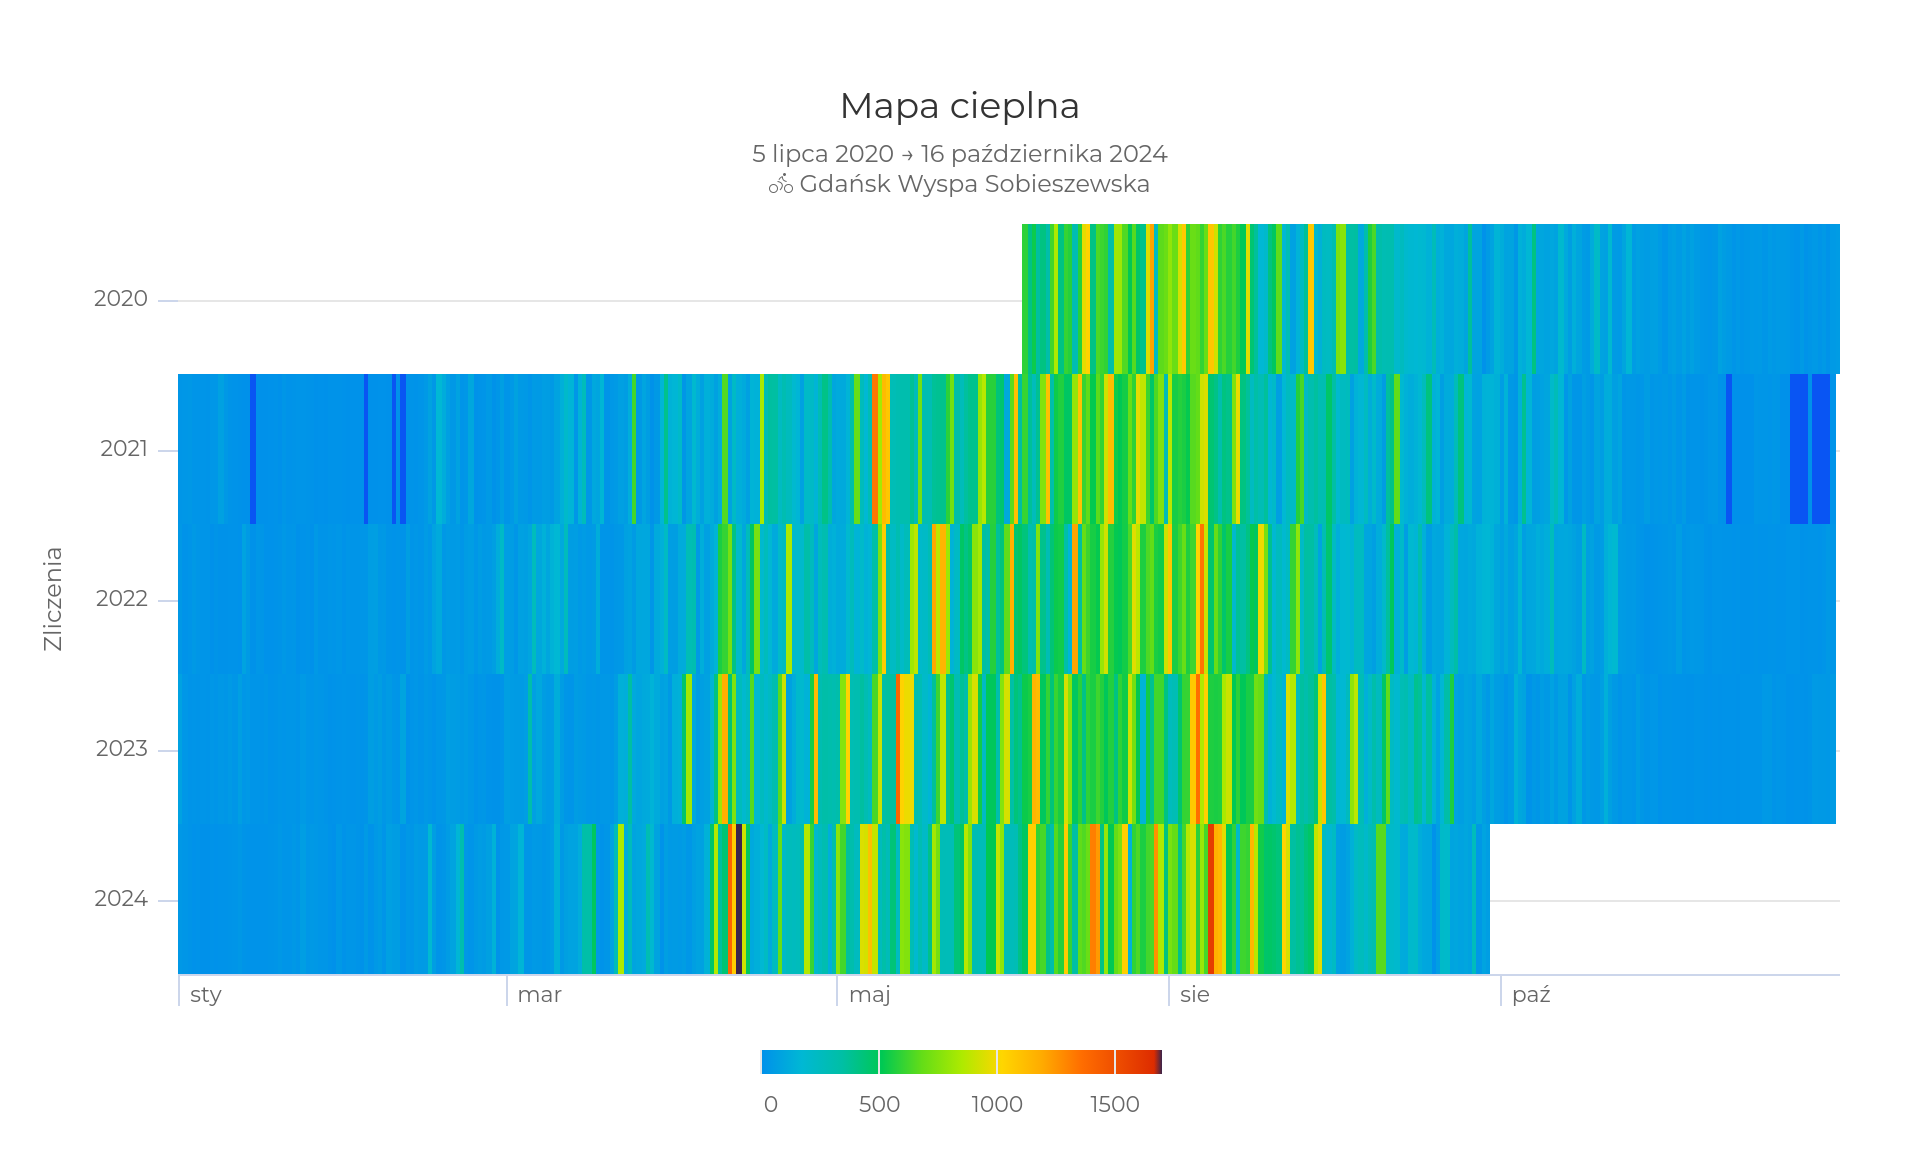 Mapa cieplna
5 lipca 2020 → 16 października 2024
Gdańsk Wyspa Sobieszewska
Zliczenia
2020
2021
2022
2023
2024
sty mar maj sie paź
0 500 1000 1500